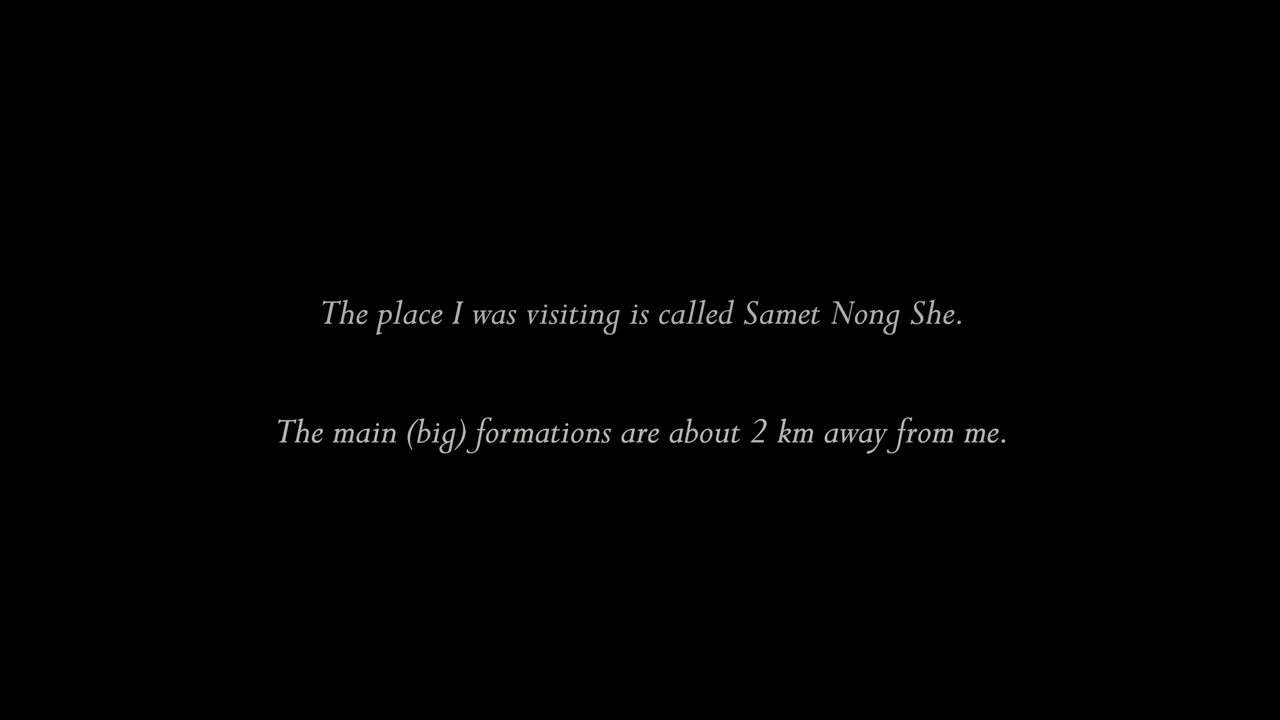 The place I was visiting is called Samet Nong She.
The main (big) formations are about 2 km away from me.